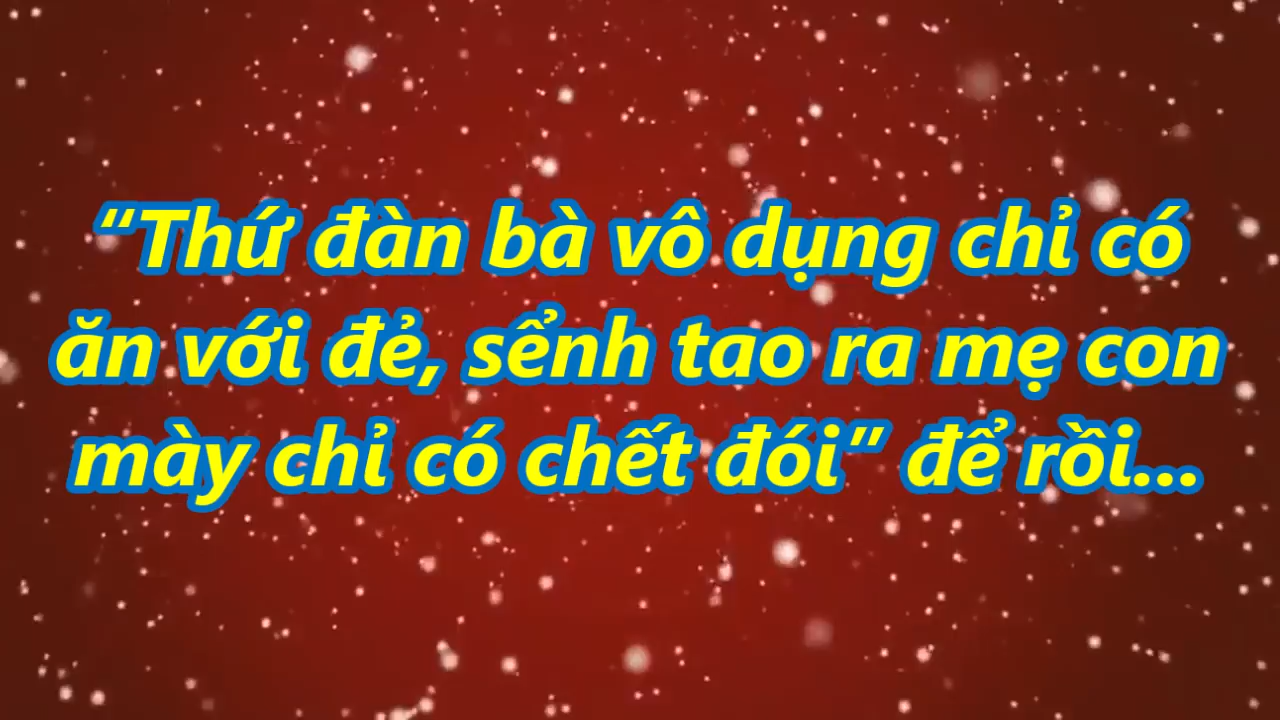 “Thứ đàn bà vô dụng chỉ có
ăn với đẻ, sểnh tao ra mẹ con
mày chỉ có chết đói” để rồi...